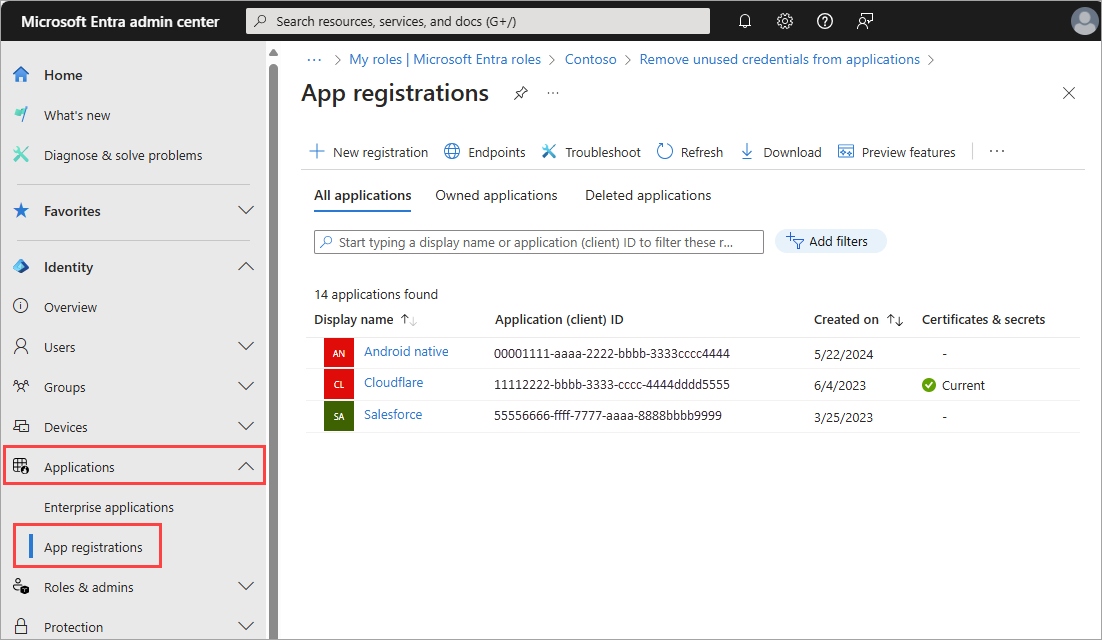 Microsoft Entra admin center
Search resources, services, and docs (G+/)
Home
What's new
Diagnose & solve problems
Favorites
Identity
Overview
Users
Groups
Devices
Applications
Enterprise applications
App registrations
Roles & admins
Protection
··· > My roles | Microsoft Entra roles > Contoso > Remove unused credentials from applications >
App registrations ···
New registration Endpoints Troubleshoot Refresh Download Preview features ···
All applications Owned applications Deleted applications
Start typing a display name or application (client) ID to filter these r... Add filters
14 applications found
Display name Application (client) ID Created on Certificates & secrets
AN Android native 00001111-aaaa-2222-bbbb-3333cccc4444 5/22/2024 -
CL Cloudflare 11112222-bbbb-3333-cccc-4444dddd5555 6/4/2023 Current
SA Salesforce 55556666-ffff-7777-aaaa-8888bbbb9999 3/25/2023 -